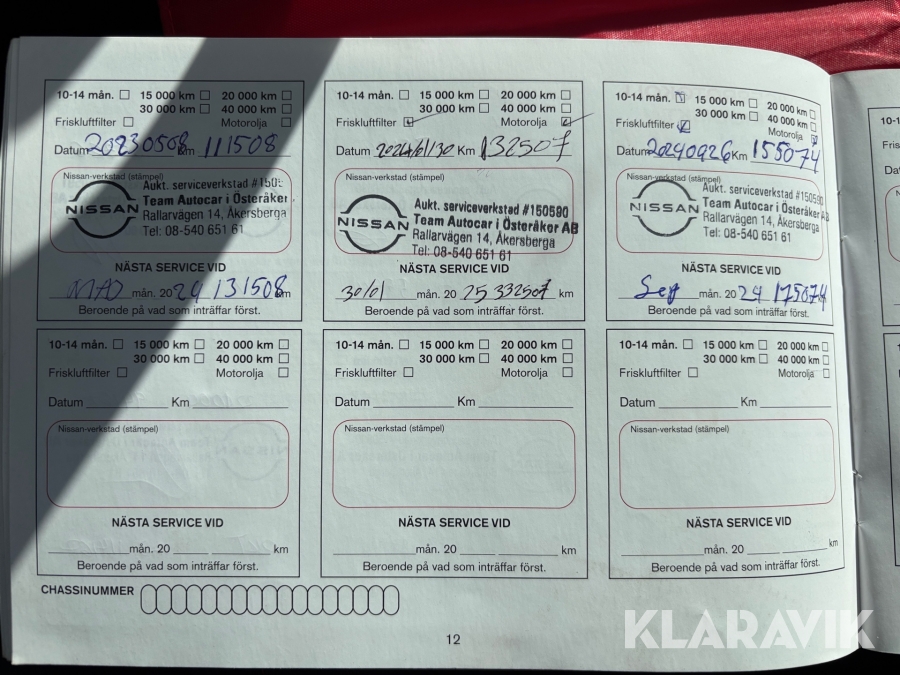 10-14 mån. 15 000 km 20 000 km
30 000 km 40 000 km
Friskluftfilter Motorolja
Datum 20230508 km 111508
Nissan-verkstad (stämpel)
NISSAN
Aukt. serviceverkstad #1505
Team Autocar i Österåker
Rallarvägen 14, Åkersberga
Tel: 08-540 651 61
NÄSTA SERVICE VID
MAJ mån. 20 24 131508 km
Beroende på vad som inträffar först.
10-14 mån. 15 000 km 20 000 km
30 000 km 40 000 km
Friskluftfilter Motorolja
Datum 2024/01/30 Km 132507
Nissan-verkstad (stämpel)
NISSAN
Aukt. serviceverkstad #150590
Team Autocar i Österåker AB
Rallarvägen 14, Åkersberga
Tel: 08-540 651 61
NÄSTA SERVICE VID
30/01 mån. 20 25 332507 km
Beroende på vad som inträffar först.
10-14 mån. 15 000 km 20 000 km
30 000 km 40 000 km
Friskluftfilter Motorolja
Datum 20240926 Km 155074
Nissan-verkstad (stämpel)
NISSAN
Aukt. serviceverkstad #150590
Team Autocar i Österåker AB
Rallarvägen 14, Åkersberga
Tel: 08-540 651 61
NÄSTA SERVICE VID
Sep mån. 20 24 175074
Beroende på vad som inträffar först.
10-14 mån. 15 000 km 20 000 km
30 000 km 40 000 km
Friskluftfilter Motorolja
Datum Km
Nissan-verkstad (stämpel)
NÄSTA SERVICE VID
mån. 20 km
Beroende på vad som inträffar först.
10-14 mån. 15 000 km 20 000 km
30 000 km 40 000 km
Friskluftfilter Motorolja
Datum Km
Nissan-verkstad (stämpel)
NÄSTA SERVICE VID
mån. 20 km
Beroende på vad som inträffar först.
10-14 mån. 15 000 km 20 000 km
30 000 km 40 000 km
Friskluftfilter Motorolja
Datum Km
Nissan-verkstad (stämpel)
NÄSTA SERVICE VID
mån. 20 km
Beroende på vad som inträffar först.
CHASSINUMMER
12
KLARAVIK